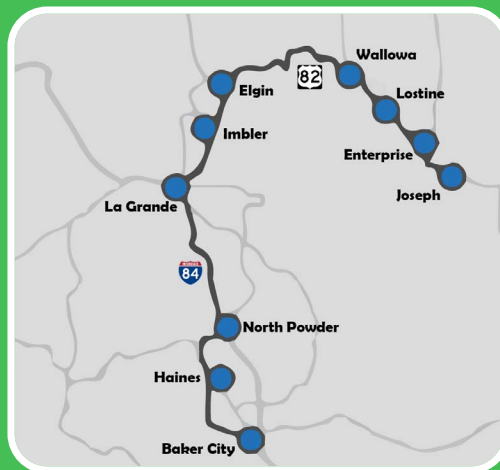 Wallowa
82
Elgin
Lostine
Imbler
Enterprise
Joseph
La Grande
84
North Powder
Haines
Baker City